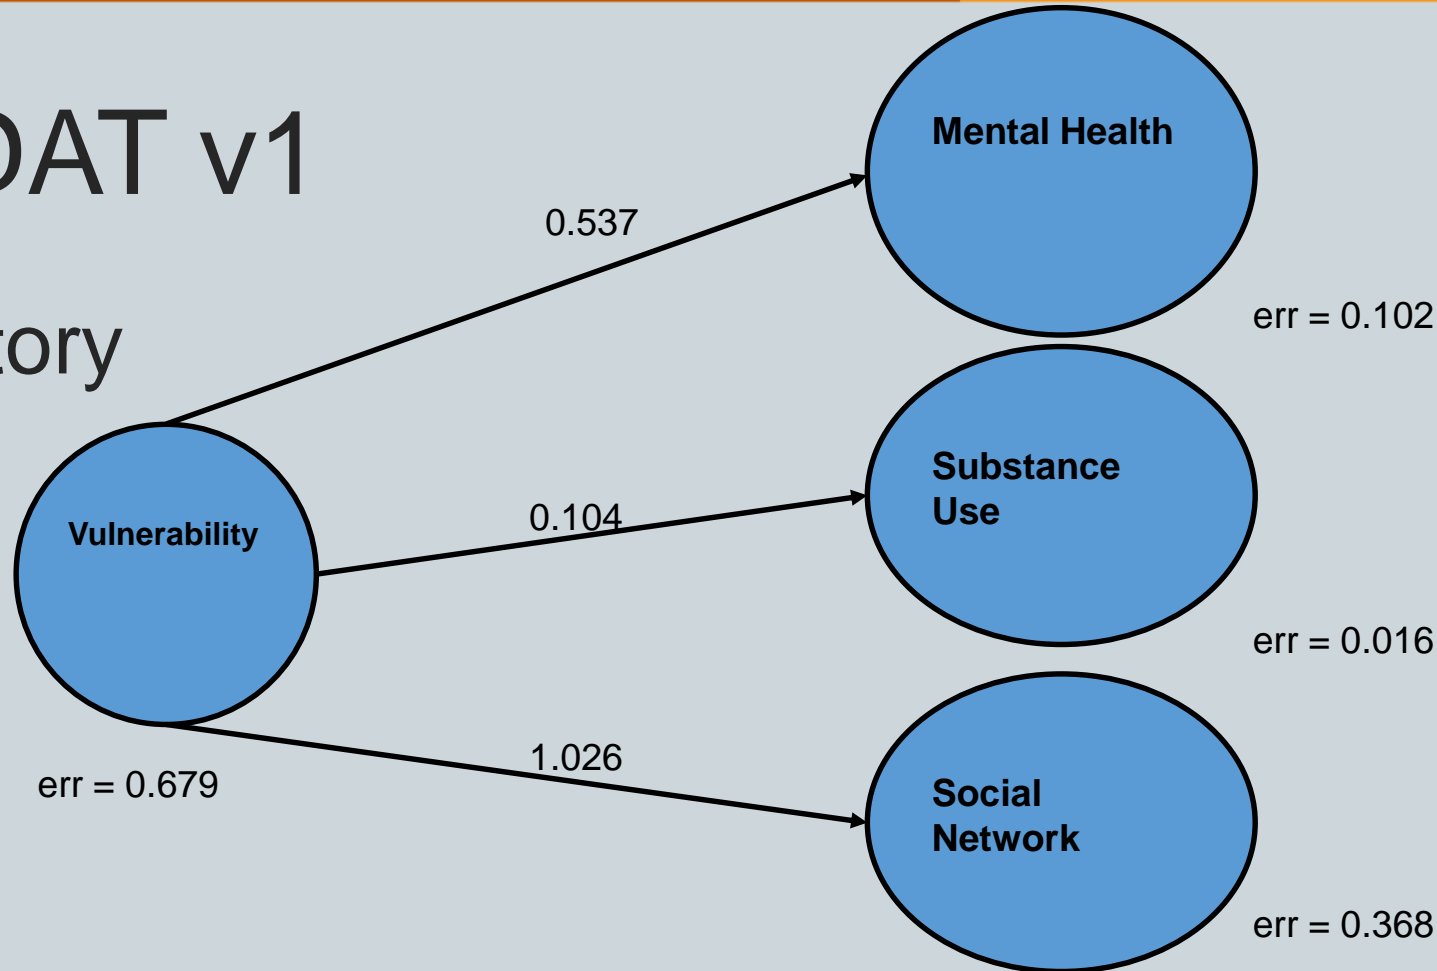 DAT v1
tory
Mental Health
0.537
err = 0.102
Substance
Use
0.104
Vulnerability
err = 0.016
1.026
err = 0.679
Social
Network
err = 0.368